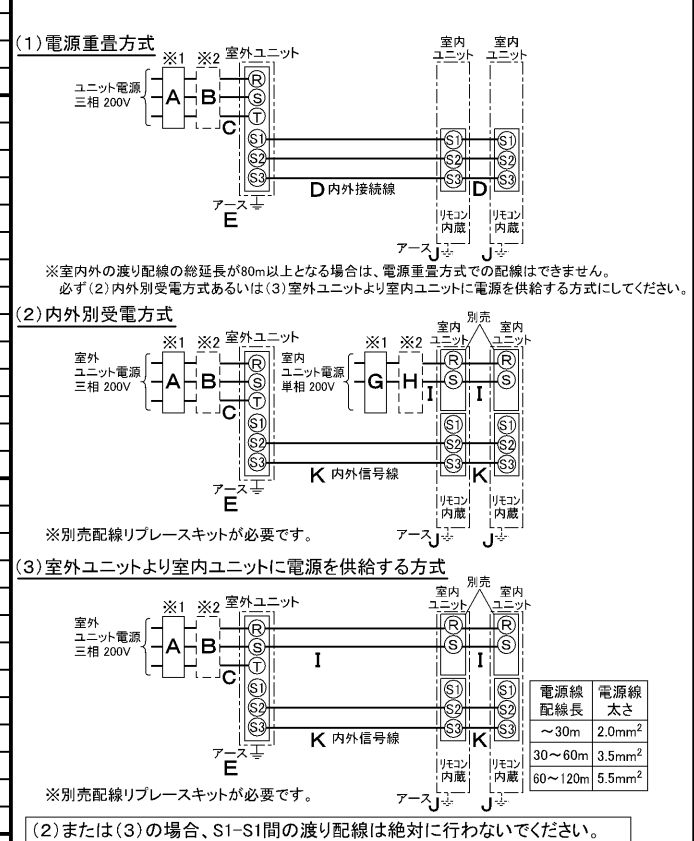 (1)電源重畳方式
※1 ※2 室外ユニット
室内ユニット 室内ユニット
ユニット電源
三相 200V
A B C
R
S
T
S1
S2
S3
D 内外接続線
S1 S1
S2 S2
S3 S3
D
アース
E
リモコン内蔵 リモコン内蔵
アース J J
※室内外の渡り配線の総延長が80m以上となる場合は、電源重畳方式での配線はできません。
必ず(2)内外別受電方式あるいは(3)室外ユニットより室内ユニットに電源を供給する方式にしてください。
(2)内外別受電方式
※1 ※2 室外ユニット
※1 ※2
室内ユニット 別売 室内ユニット
室外
ユニット電源
三相 200V
A B C
R
S
T
S1
S2
S3
室内
ユニット電源
単相 200V
G H I I
R R
S S
S1 S1
S2 S2
S3 S3
K 内外信号線
K
アース
E
リモコン内蔵 リモコン内蔵
※別売配線リプレースキットが必要です。
アース J J
(3)室外ユニットより室内ユニットに電源を供給する方式
※1 ※2 室外ユニット
室内ユニット 別売 室内ユニット
室外
ユニット電源
三相 200V
A B C
R
S
T
S1
S2
S3
I I
R R
S S
S1 S1
S2 S2
S3 S3
K 内外信号線
K
アース
E
リモコン内蔵 リモコン内蔵
※別売配線リプレースキットが必要です。
アース J J
電源線配線長 電源線太さ
～30m 2.0mm²
30～60m 3.5mm²
60～120m 5.5mm²
(2)または(3)の場合、S1-S1間の渡り配線は絶対に行わないでください。